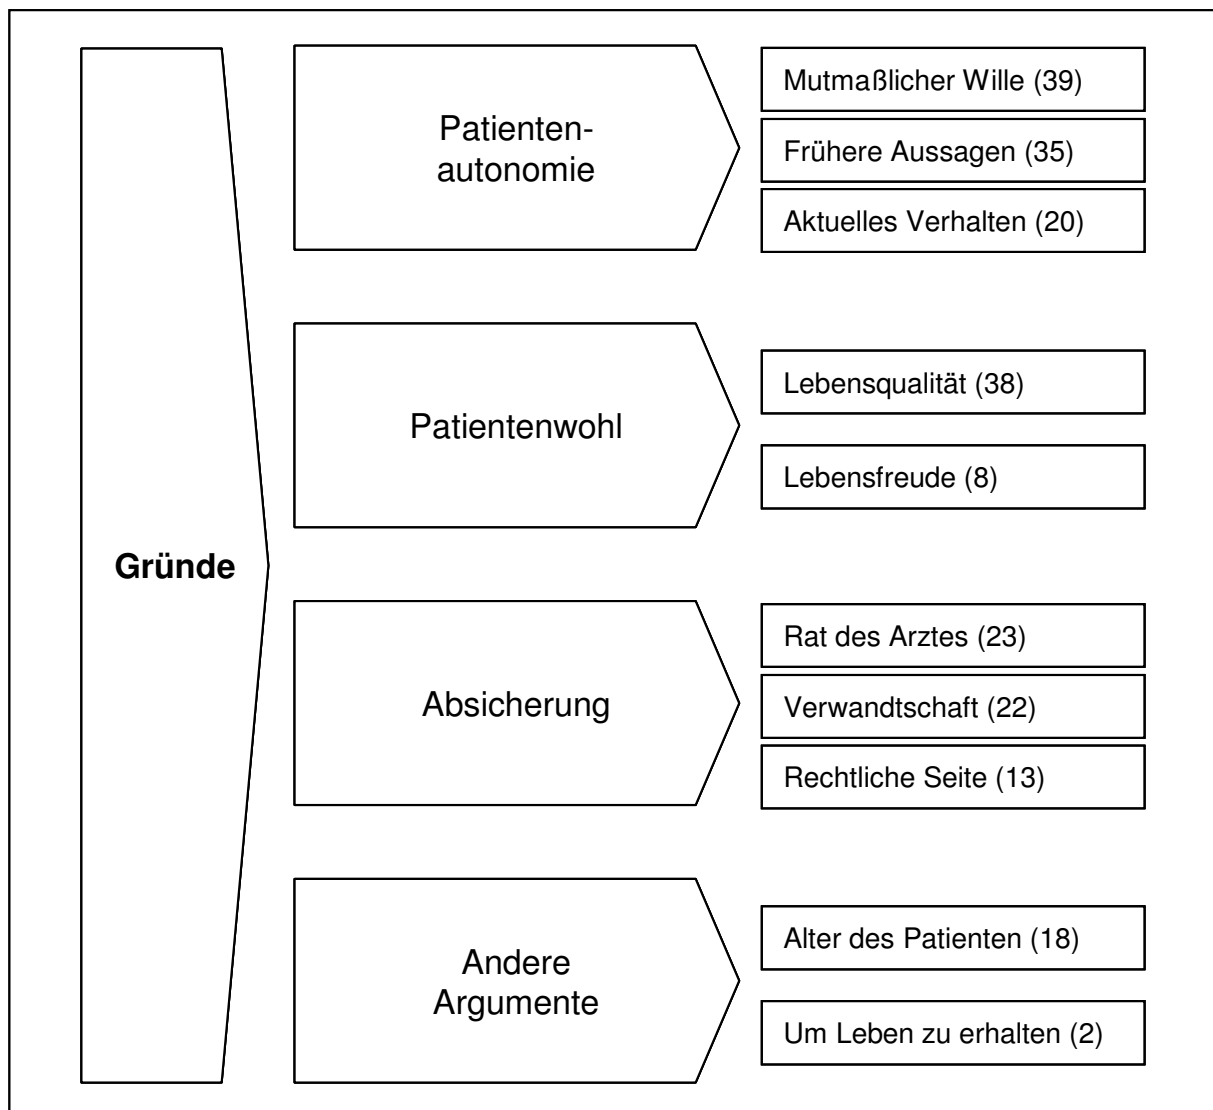 Gründe
Patienten-
autonomie
Mutmaßlicher Wille (39)
Frühere Aussagen (35)
Aktuelles Verhalten (20)
Patientenwohl
Lebensqualität (38)
Lebensfreude (8)
Absicherung
Rat des Arztes (23)
Verwandtschaft (22)
Rechtliche Seite (13)
Andere
Argumente
Alter des Patienten (18)
Um Leben zu erhalten (2)